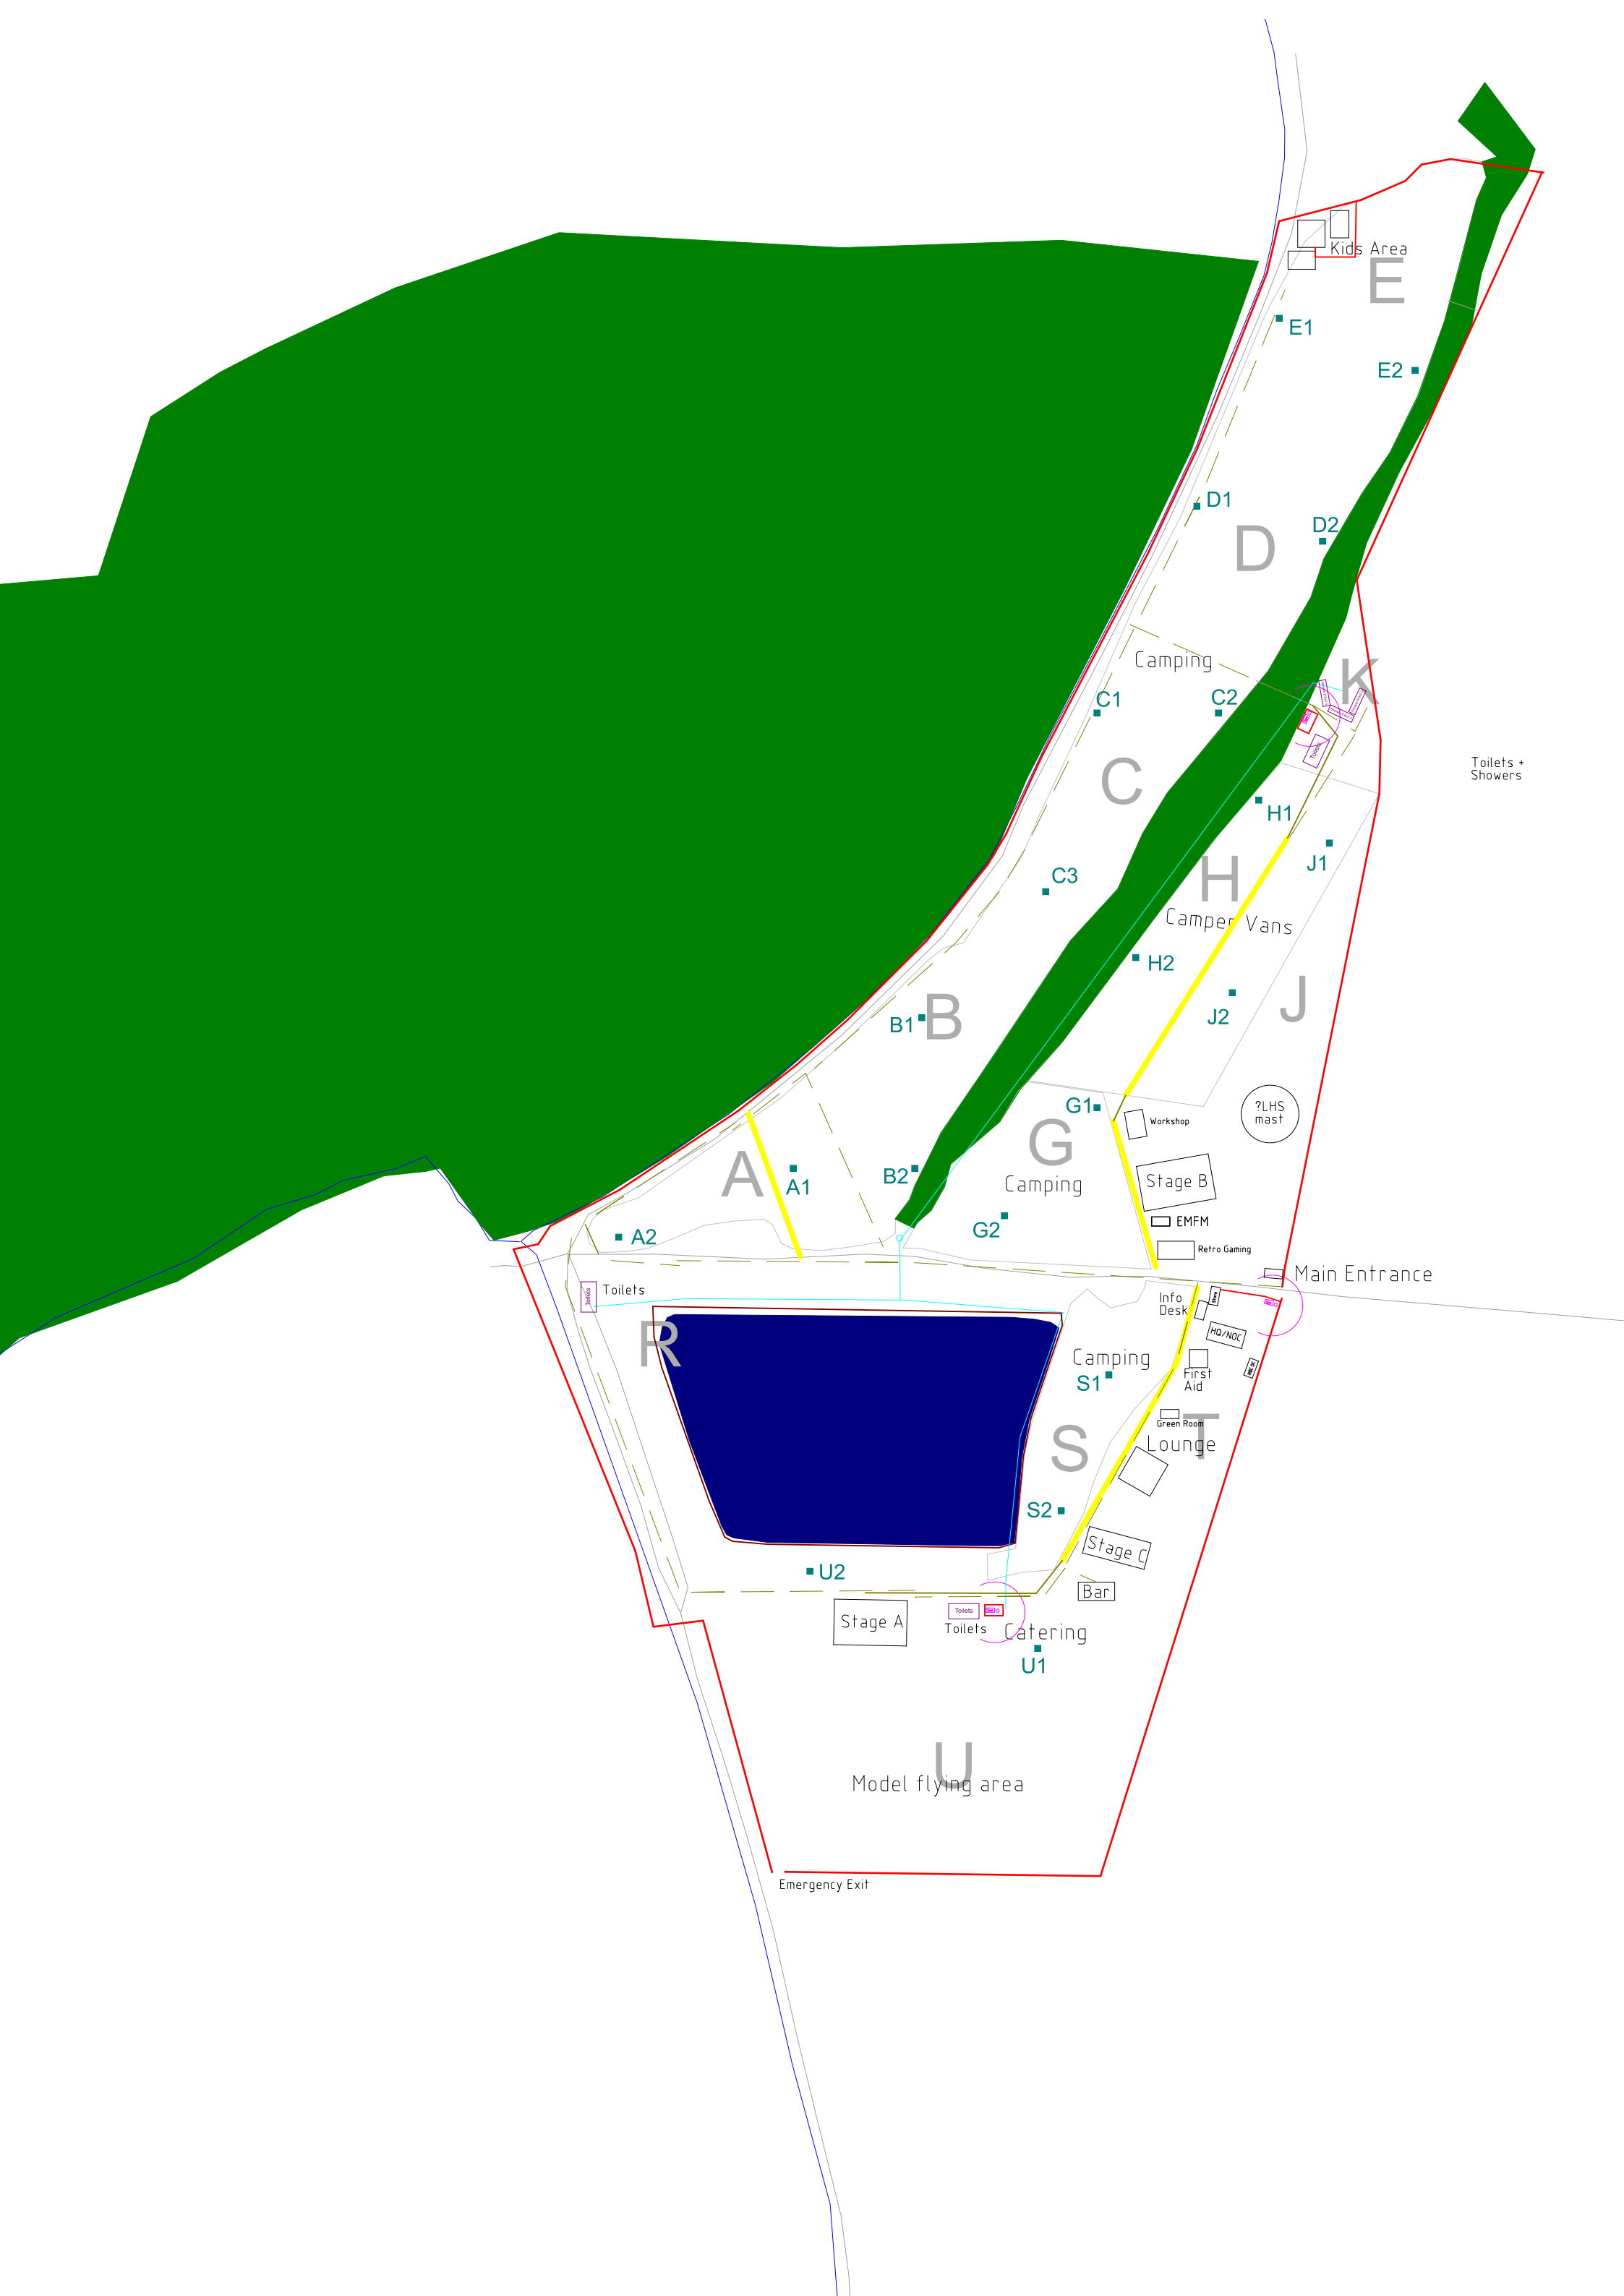 Kids Area
E
E1
E2
D1
D2
D
Camping
K
C1
C2
Toilets
Toilets +
Showers
C
H1
J1
C3
H
Camper Vans
H2
J
B
B1
J2
G1
?LHS
mast
Workshop
G
A
A1
B2
Camping
Stage B
G2
EMFM
A2
Retro Gaming
Main Entrance
Toilets
Toilets
Info
Desk
HQ/NOC
R
Camping
S1
First
Aid
Green Room
T
Lounge
S
S2
Stage C
U2
Bar
Stage A
Toilets
Toilets
Catering
U1
U
Model flying area
Emergency Exit